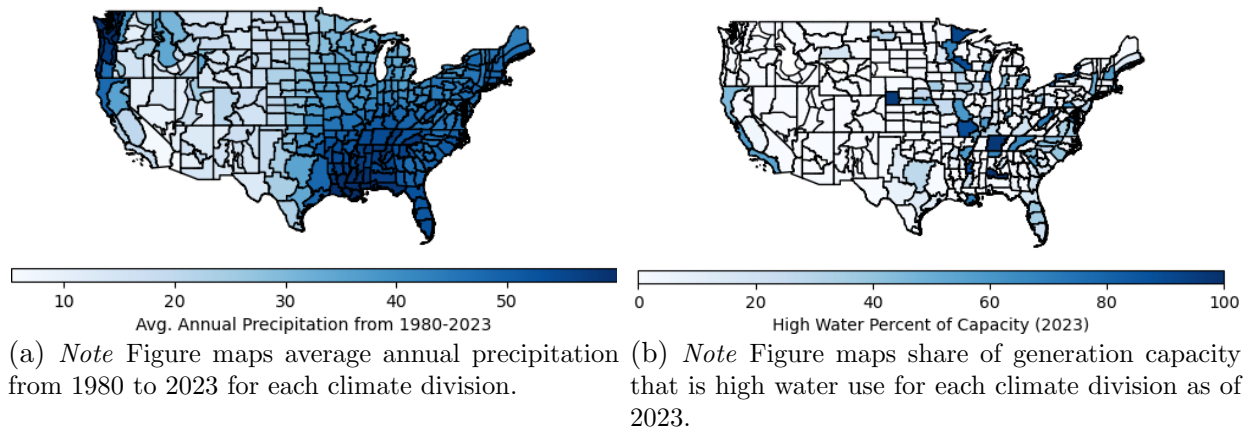 10 20 30 40 50
Avg. Annual Precipitation from 1980-2023
(a) Note Figure maps average annual precipitation
from 1980 to 2023 for each climate division.
0 20 40 60 80 100
High Water Percent of Capacity (2023)
(b) Note Figure maps share of generation capacity
that is high water use for each climate division as of
2023.